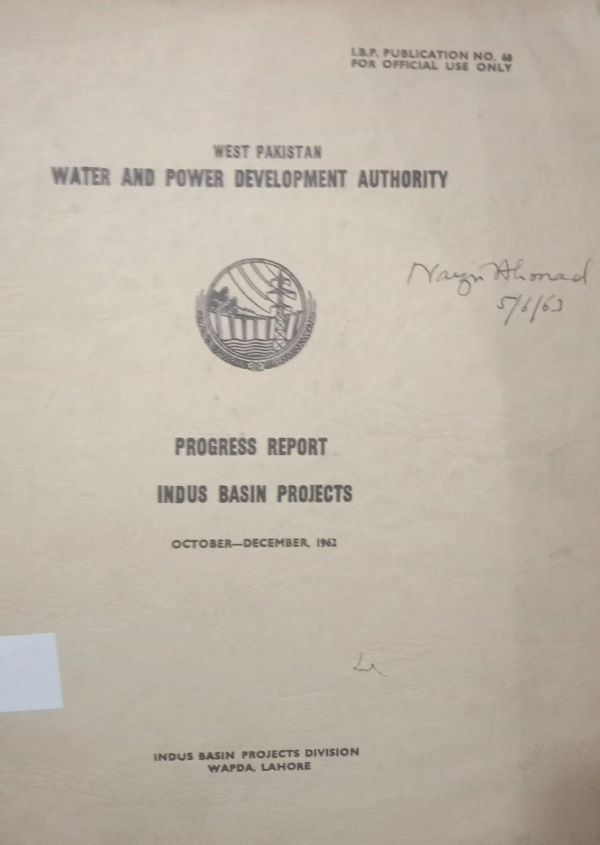 I.B.P. PUBLICATION NO. 68
FOR OFFICIAL USE ONLY
WEST PAKISTAN
WATER AND POWER DEVELOPMENT AUTHORITY
Ahmad
5/6/63
PROGRESS REPORT
INDUS BASIN PROJECTS
OCTOBER—DECEMBER, 1962
INDUS BASIN PROJECTS DIVISION
WAPDA, LAHORE